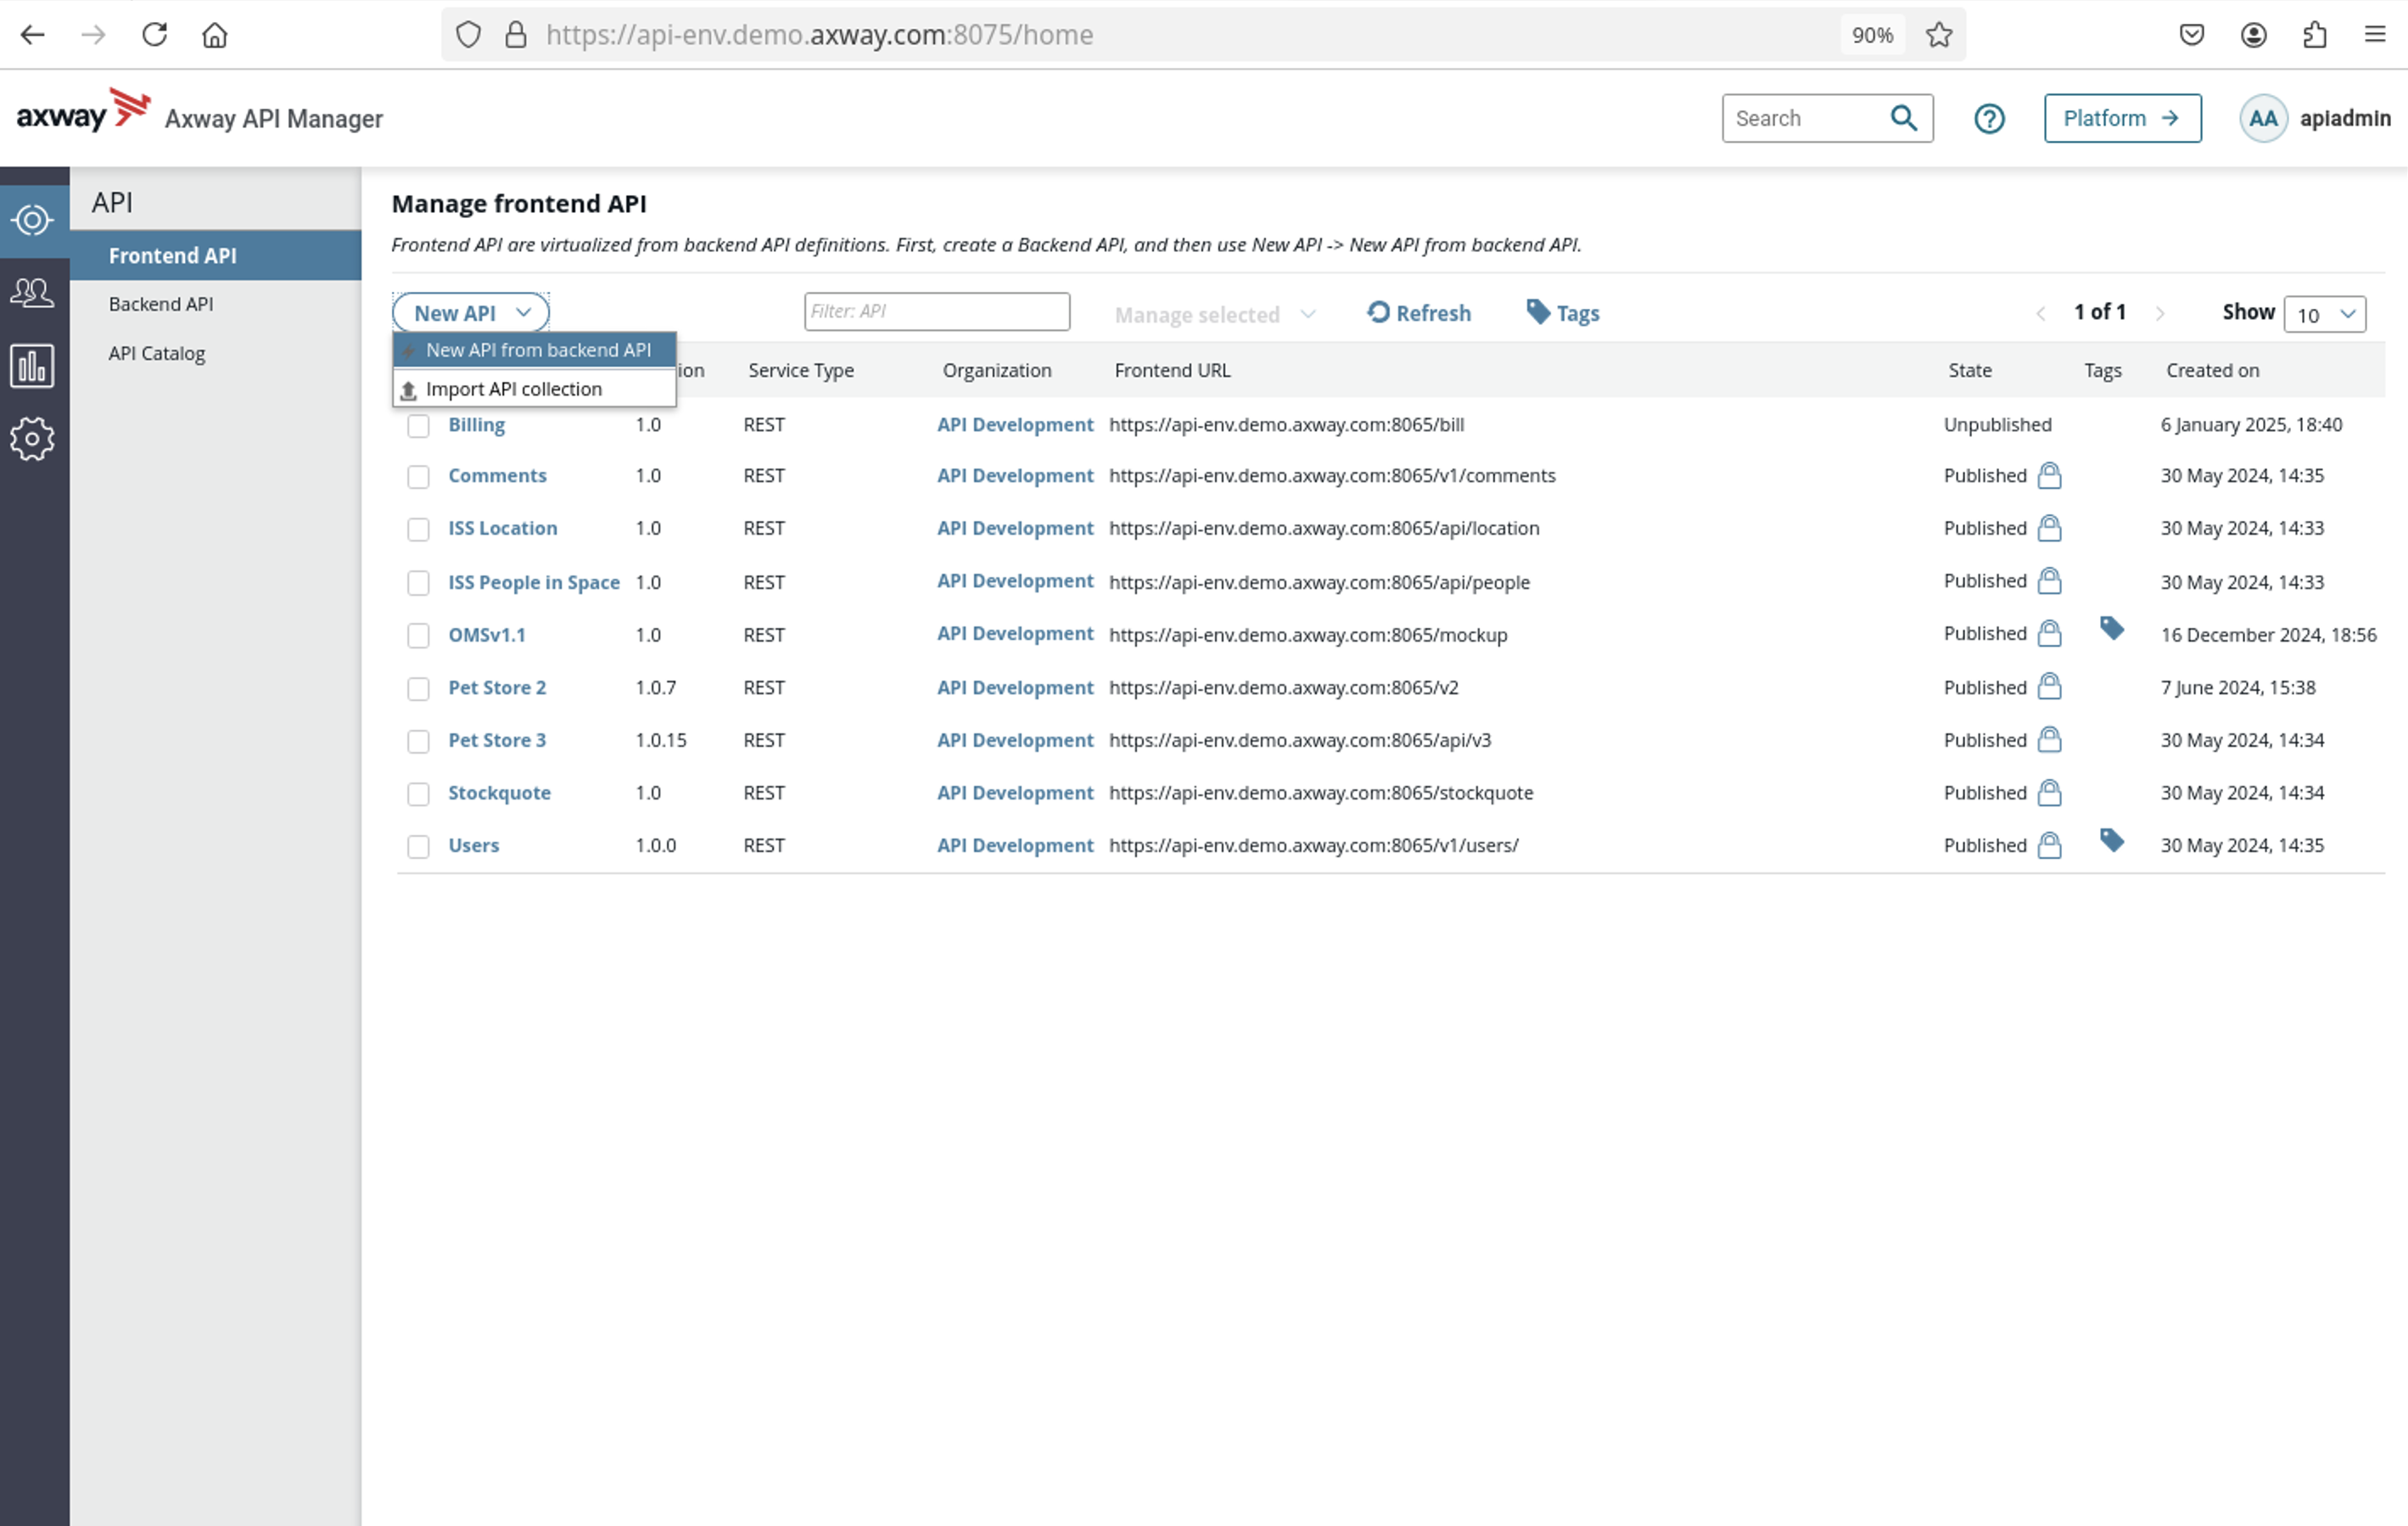 https://api-env.demo.axway.com:8075/home 90%
axway Axway API Manager Search Platform → AA apiadmin
API
Frontend API
Backend API
API Catalog
Manage frontend API
Frontend API are virtualized from backend API definitions. First, create a Backend API, and then use New API -> New API from backend API.
New API Filter: API Manage selected Refresh Tags < 1 of 1 > Show 10
New API from backend API
Import API collection
ion Service Type Organization Frontend URL State Tags Created on
Billing 1.0 REST API Development https://api-env.demo.axway.com:8065/bill Unpublished 6 January 2025, 18:40
Comments 1.0 REST API Development https://api-env.demo.axway.com:8065/v1/comments Published 30 May 2024, 14:35
ISS Location 1.0 REST API Development https://api-env.demo.axway.com:8065/api/location Published 30 May 2024, 14:33
ISS People in Space 1.0 REST API Development https://api-env.demo.axway.com:8065/api/people Published 30 May 2024, 14:33
OMSv1.1 1.0 REST API Development https://api-env.demo.axway.com:8065/mockup Published 16 December 2024, 18:56
Pet Store 2 1.0.7 REST API Development https://api-env.demo.axway.com:8065/v2 Published 7 June 2024, 15:38
Pet Store 3 1.0.15 REST API Development https://api-env.demo.axway.com:8065/api/v3 Published 30 May 2024, 14:34
Stockquote 1.0 REST API Development https://api-env.demo.axway.com:8065/stockquote Published 30 May 2024, 14:34
Users 1.0.0 REST API Development https://api-env.demo.axway.com:8065/v1/users/ Published 30 May 2024, 14:35